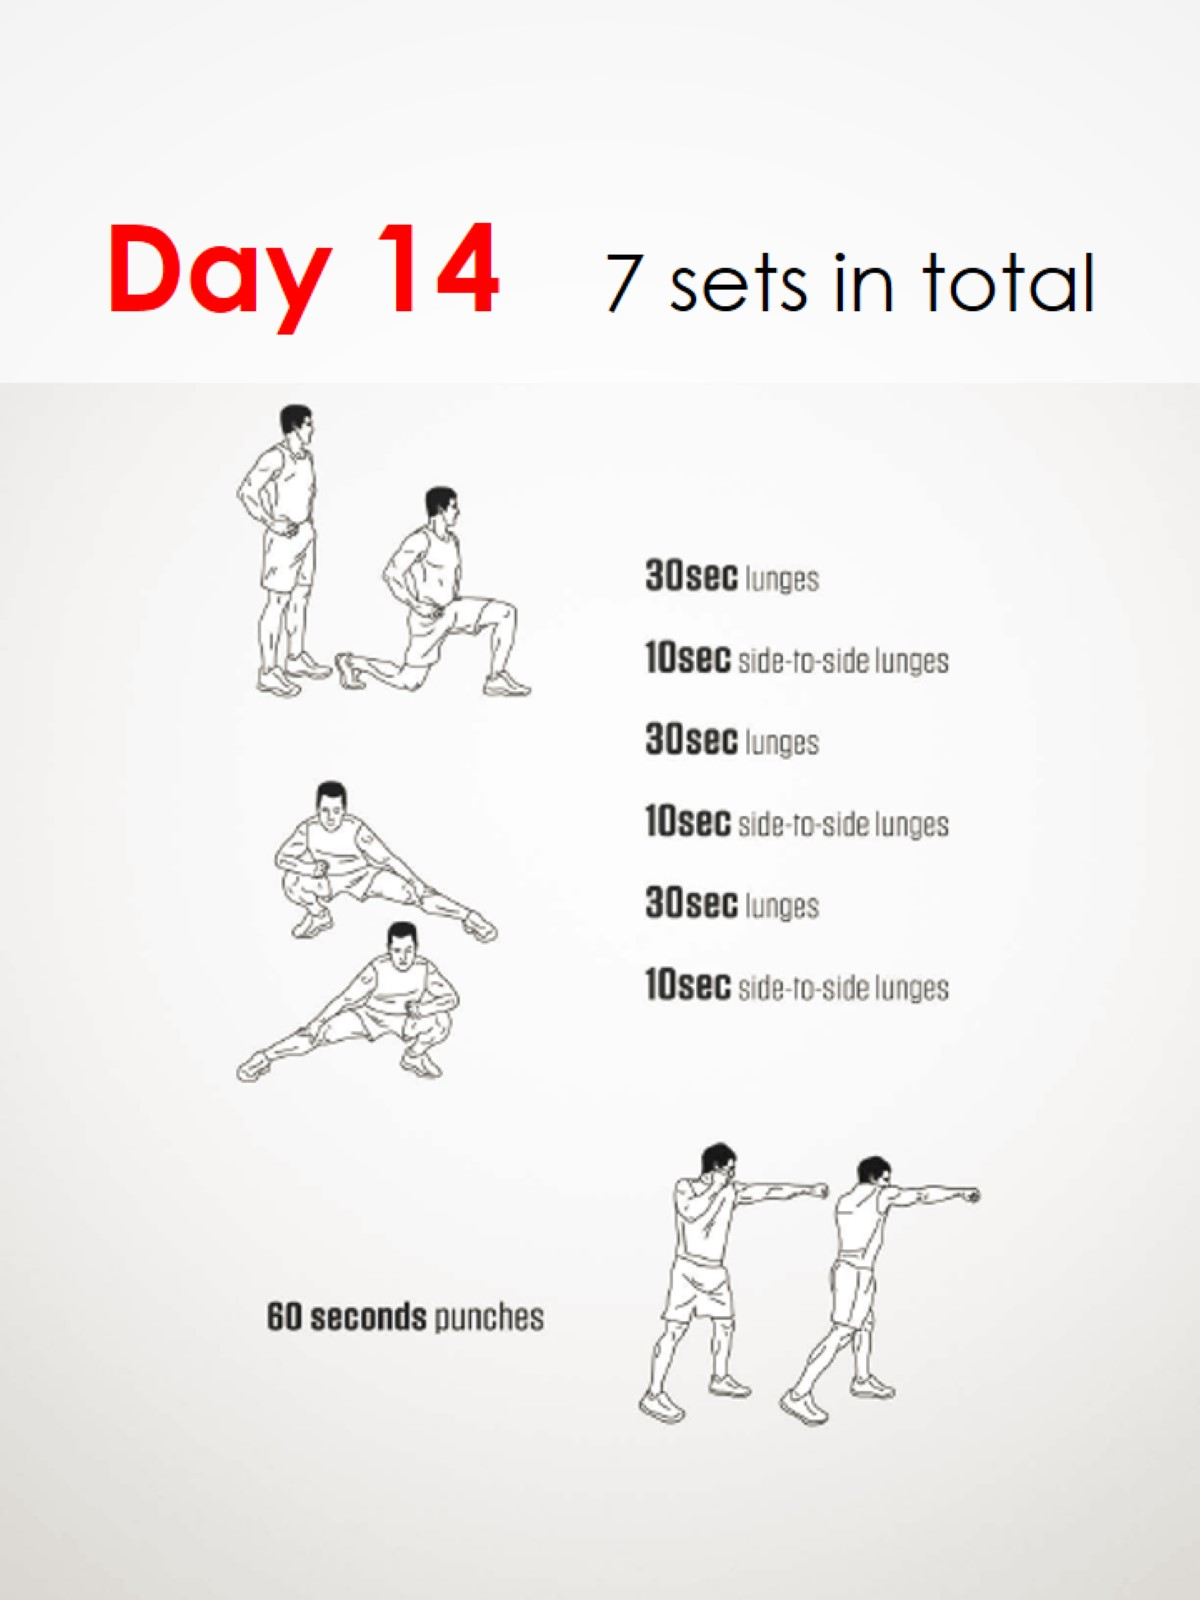 Day 14 7 sets in total
30sec lunges
10sec side-to-side lunges
30sec lunges
10sec side-to-side lunges
30sec lunges
10sec side-to-side lunges
60 seconds punches